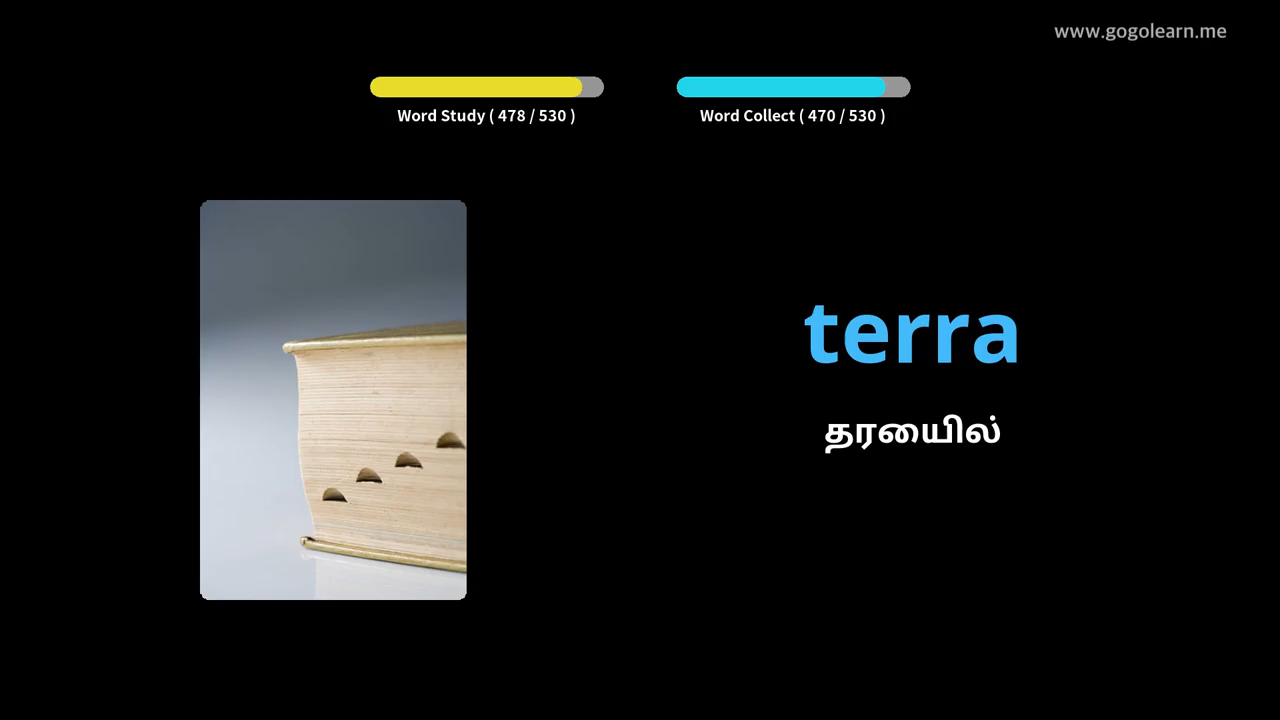 www.gogolearn.me
Word Study ( 478 / 530 )
Word Collect ( 470 / 530 )
terra
தரையில்